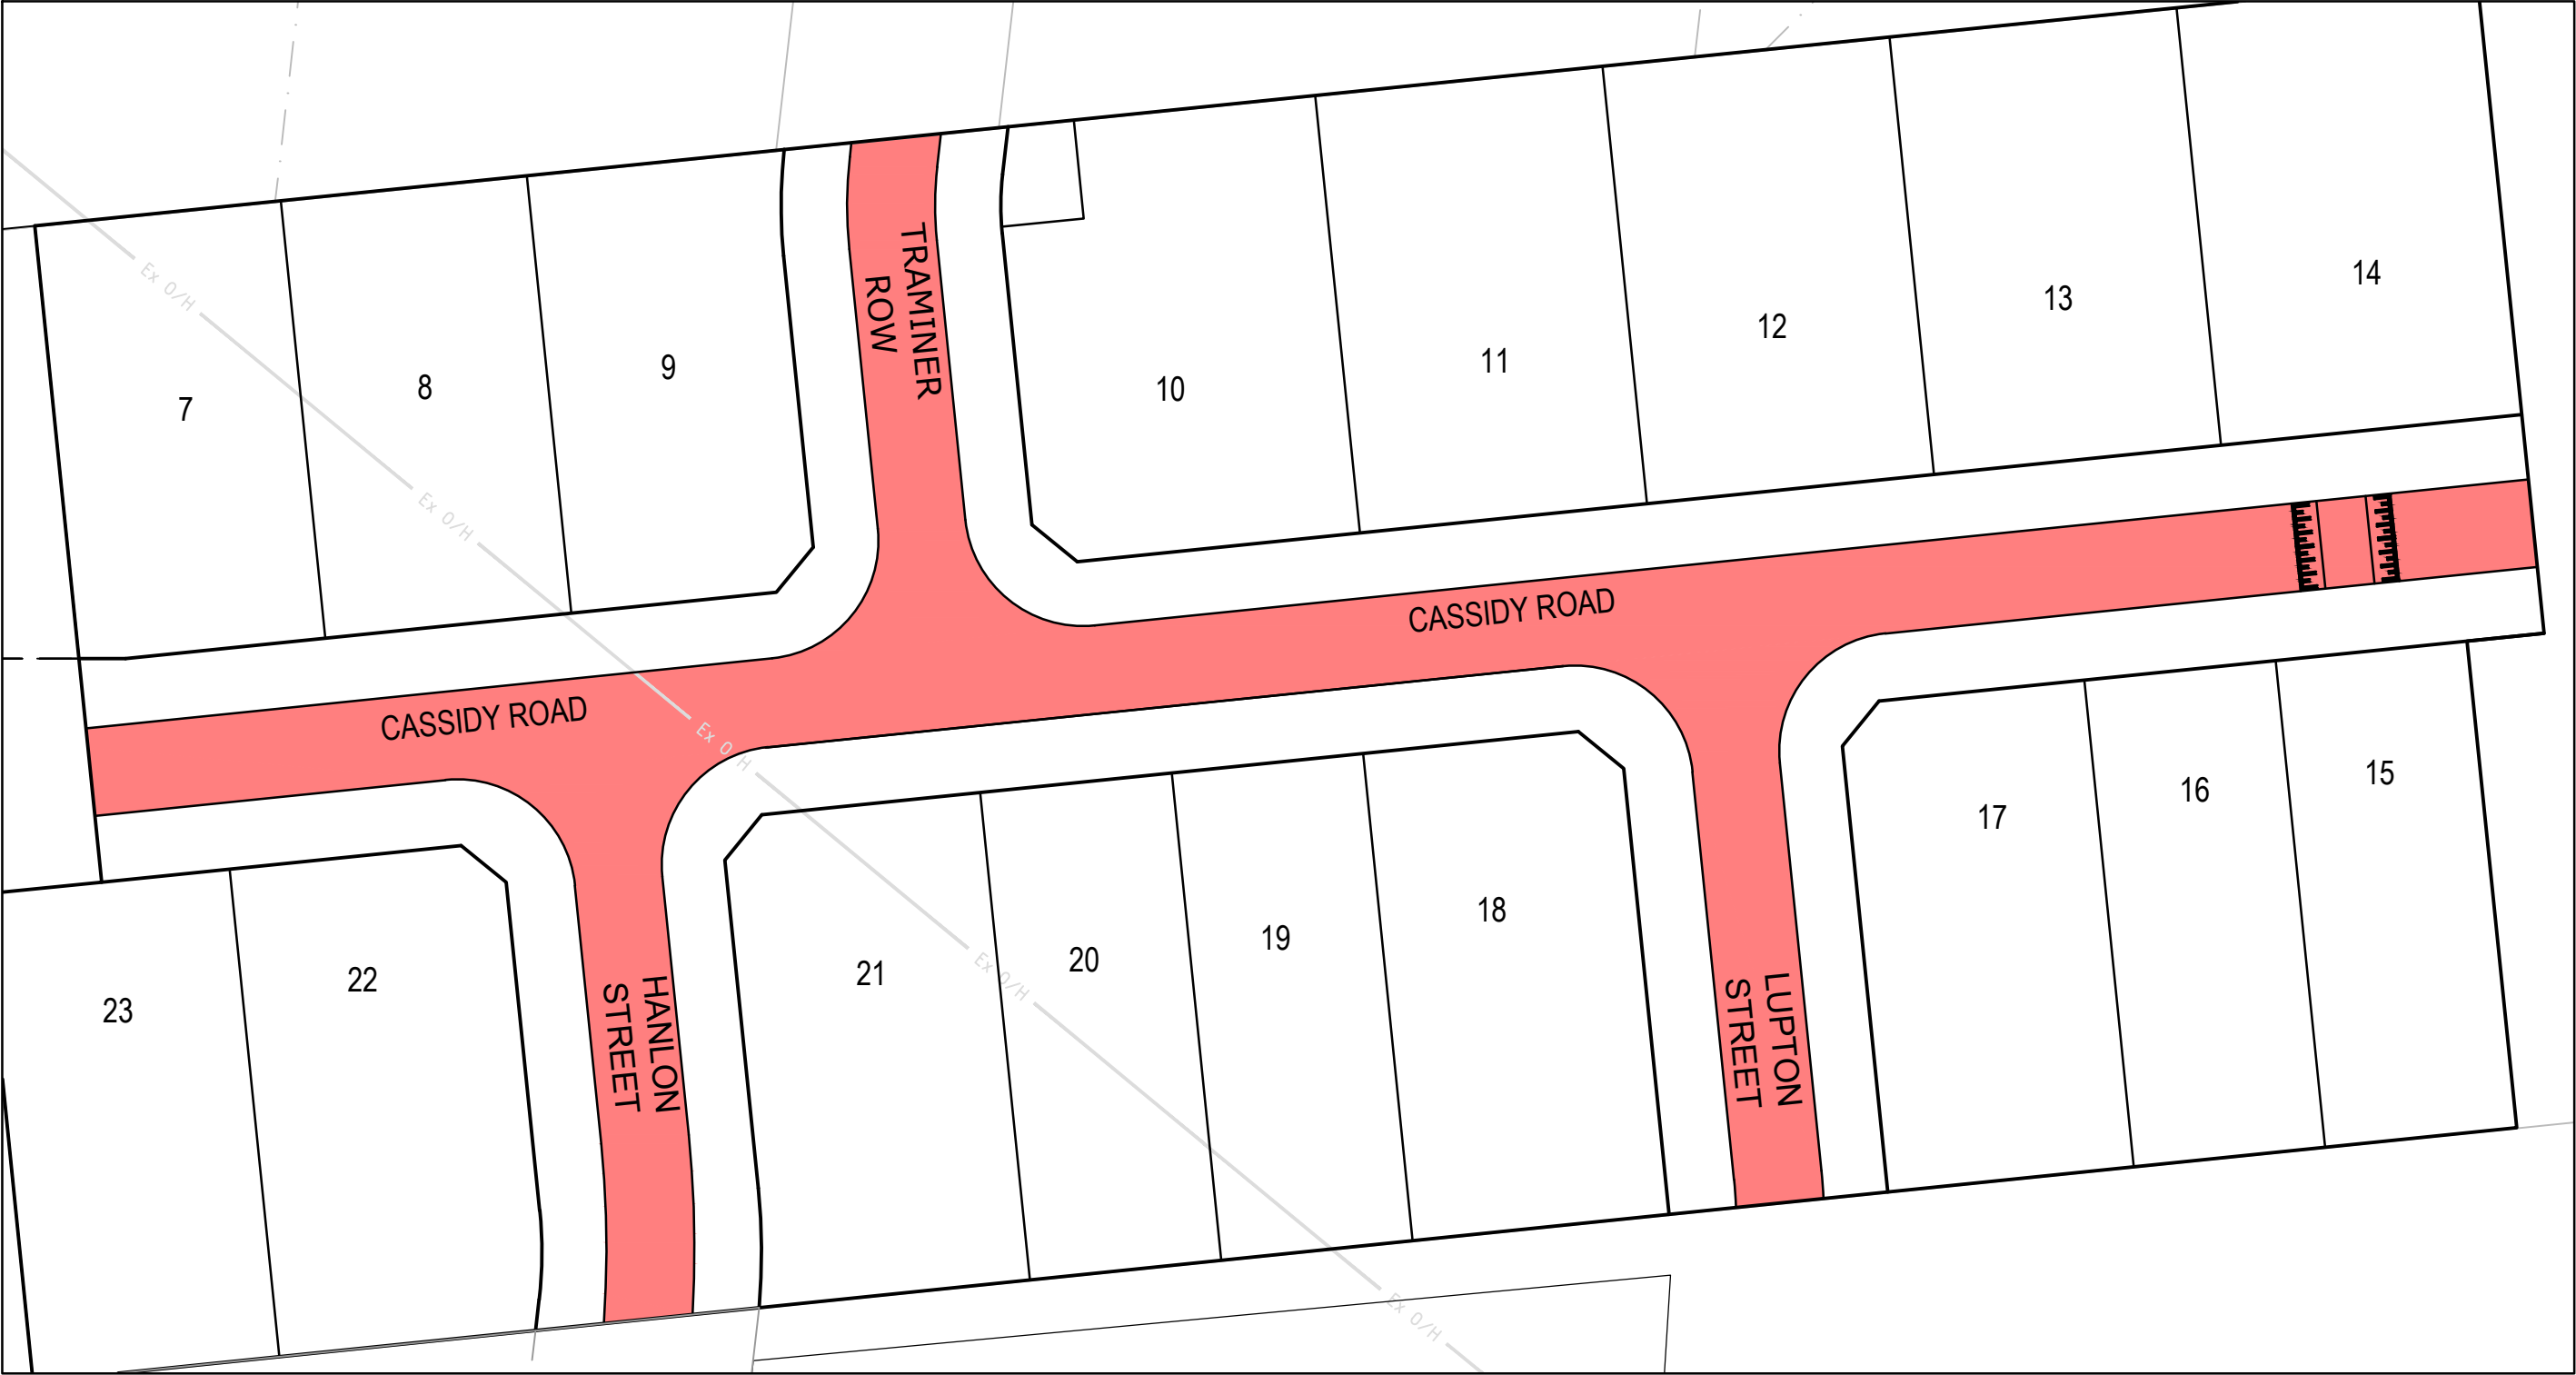 14
13
12
11
10
9
8
7
TRAMINER
ROW
Ex O/H
Ex O/H
CASSIDY ROAD
CASSIDY ROAD
Ex O/H
15
16
17
18
19
20
21
22
23
Ex O/H
HANLON
STREET
LUPTON
STREET
Ex O/H